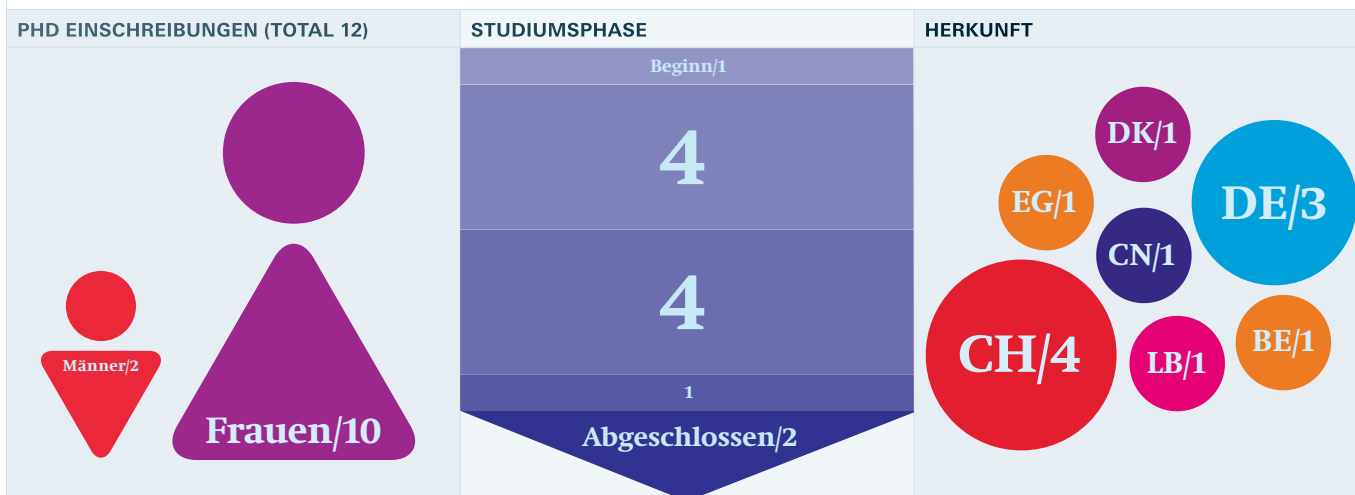 PHD EINSCHREIBUNGEN (TOTAL 12)
Männer/2
Frauen/10
STUDIUMSPHASE
Beginn/1
4
4
1
Abgeschlossen/2
HERKUNFT
DK/1
DE/3
EG/1
CN/1
CH/4
LB/1
BE/1